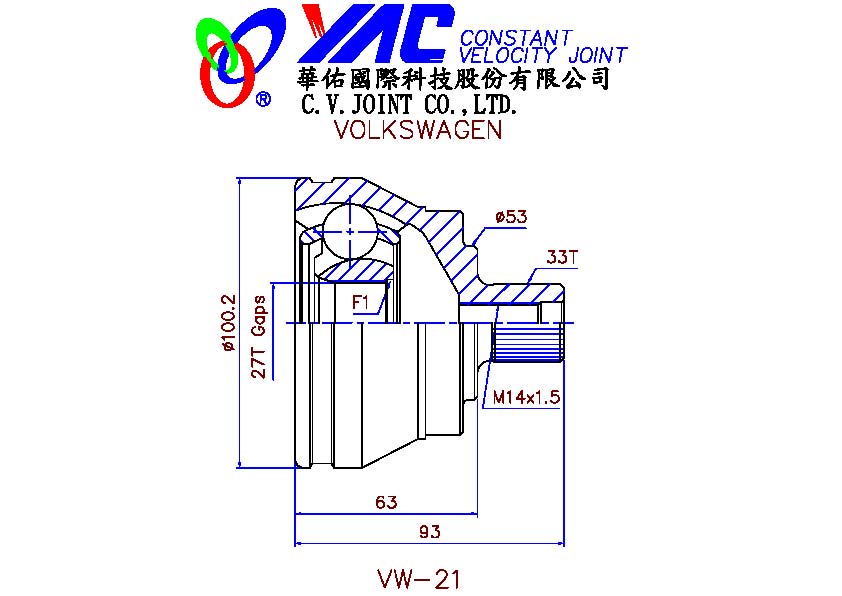 YAC CONSTANT
VELOCITY JOINT
®
華佑國際科技股份有限公司
C.V.JOINT CO.,LTD.
VOLKSWAGEN
ø53
33T
F1
ø100.2
27T Gaps
M14x1.5
63
93
VW-21